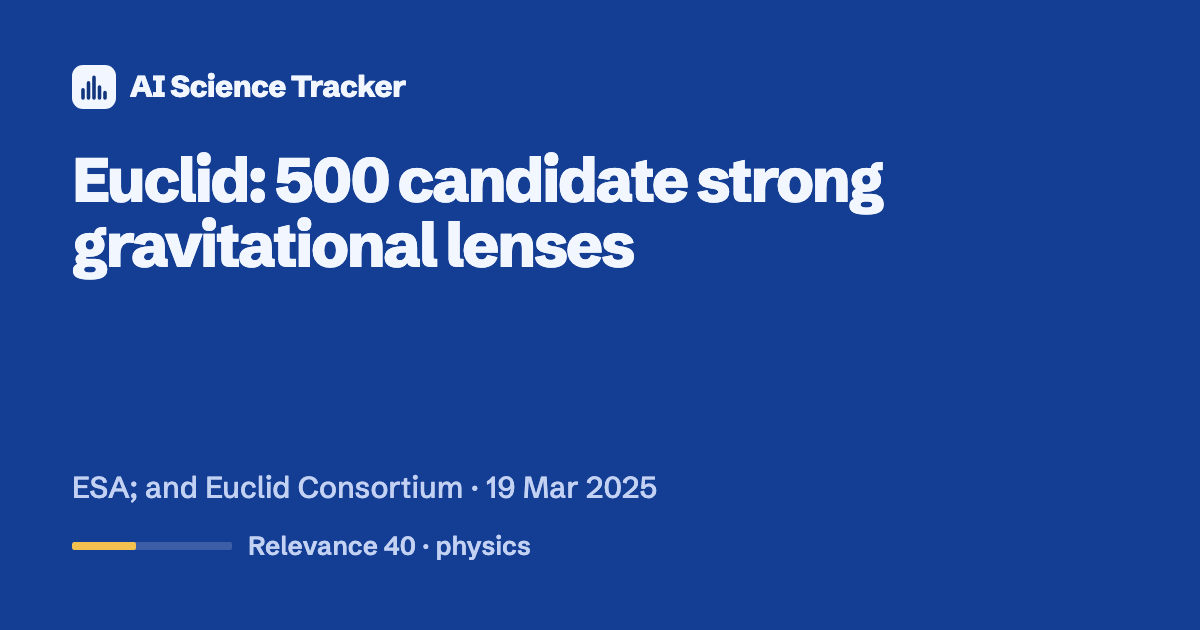 AI Science Tracker
Euclid: 500 candidate strong
gravitational lenses
ESA; and Euclid Consortium · 19 Mar 2025
Relevance 40 · physics